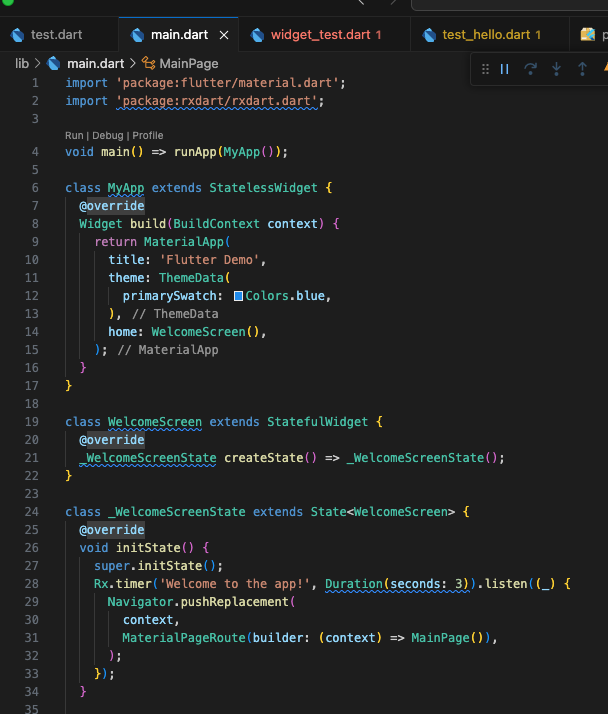 test.dart main.dart × widget_test.dart 1 test_hello.dart 1 p
lib > main.dart > MainPage
1 import 'package:flutter/material.dart';
2 import 'package:rxdart/rxdart.dart';
3
Run | Debug | Profile
4 void main() => runApp(MyApp());
5
6 class MyApp extends StatelessWidget {
7 @override
8 Widget build(BuildContext context) {
9 return MaterialApp(
10 title: 'Flutter Demo',
11 theme: ThemeData(
12 primarySwatch: Colors.blue,
13 ), // ThemeData
14 home: WelcomeScreen(),
15 ); // MaterialApp
16 }
17 }
18
19 class WelcomeScreen extends StatefulWidget {
20 @override
21 _WelcomeScreenState createState() => _WelcomeScreenState();
22 }
23
24 class _WelcomeScreenState extends State<WelcomeScreen> {
25 @override
26 void initState() {
27 super.initState();
28 Rx.timer('Welcome to the app!', Duration(seconds: 3)).listen((_) {
29 Navigator.pushReplacement(
30 context,
31 MaterialPageRoute(builder: (context) => MainPage()),
32 );
33 });
34 }
35